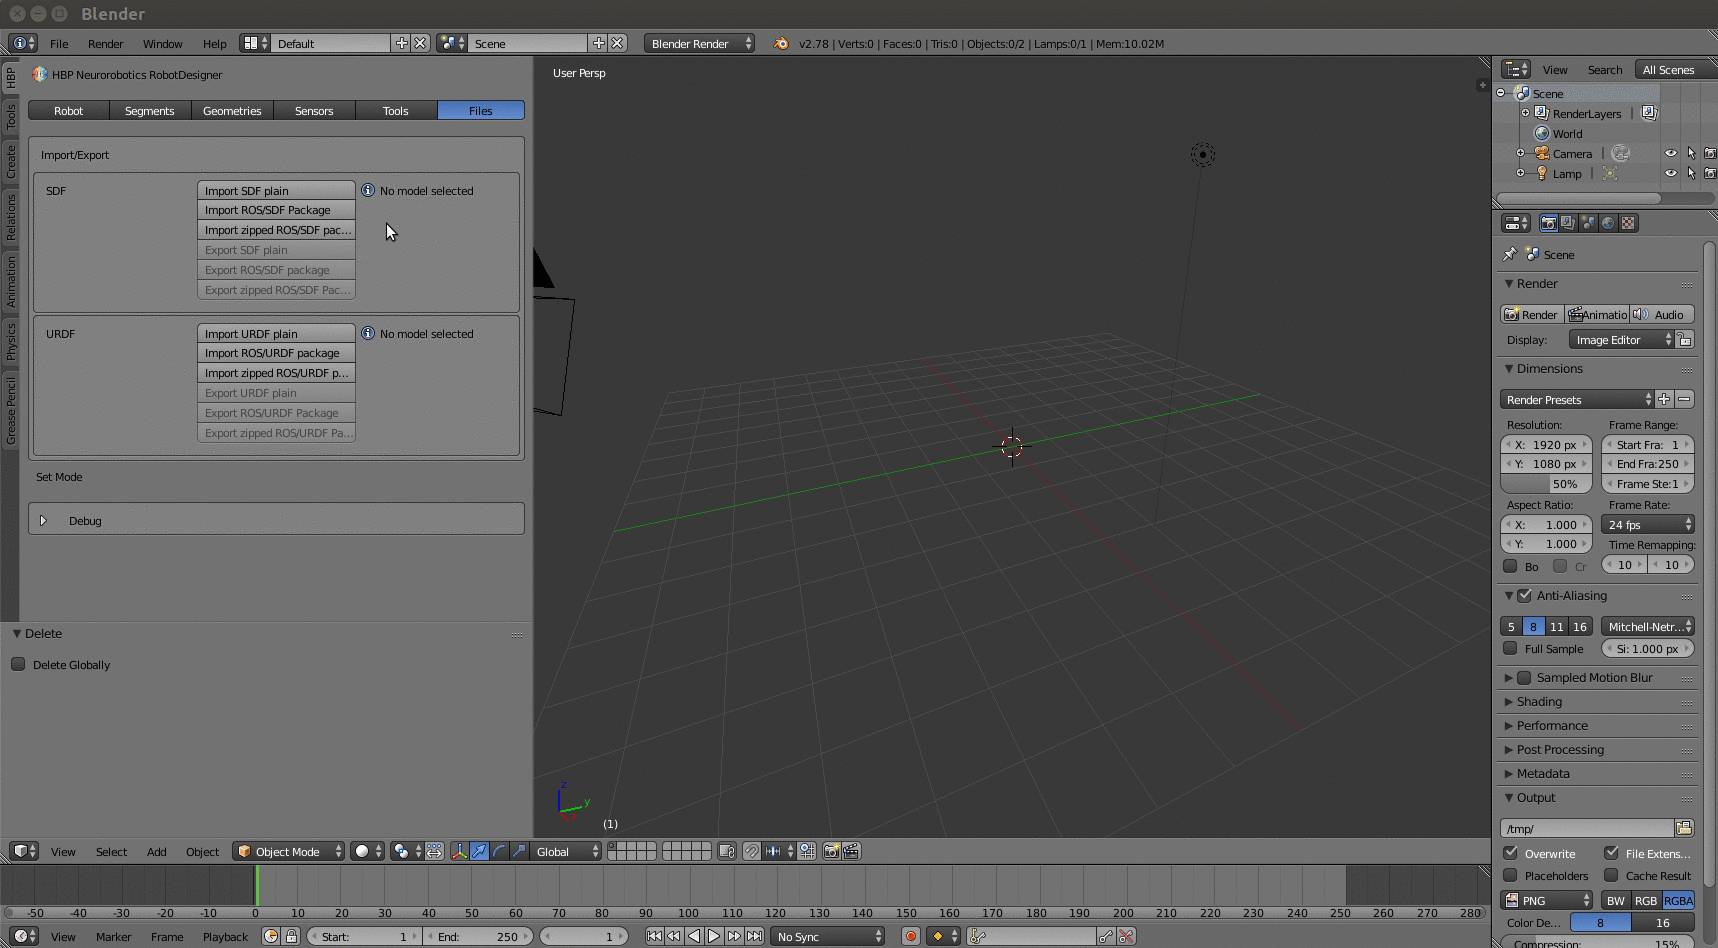 Blender
File Render Window Help Default Scene Blender Render v2.78 | Verts:0 | Faces:0 | Tris:0 | Objects:0/2 | Lamps:0/1 | Mem:10.02M
HBP
Tools
Create
Relations
Animation
Physics
Grease Pencil
HBP Neurorobotics RobotDesigner
Robot Segments Geometries Sensors Tools Files
Import/Export
SDF
Import SDF plain
No model selected
Import ROS/SDF Package
Import zipped ROS/SDF pac...
Export SDF plain
Export ROS/SDF package
Export zipped ROS/SDF Pac...
URDF
Import URDF plain
No model selected
Import ROS/URDF package
Import zipped ROS/URDF p...
Export URDF plain
Export ROS/URDF Package
Export zipped ROS/URDF Pa...
Set Mode
Debug
Delete
Delete Globally
User Persp
z
y
(1)
View Select Add Object Object Mode Global
-50 -40 -30 -20 -10 0 10 20 30 40 50 60 70 80 90 100 110 120 130 140 150 160 170 180 190 200 210 220 230 240 250 260 270 280
View Marker Frame Playback Start: 1 End: 250 1 No Sync
View Search All Scenes
Scene
RenderLayers |
World
Camera |
Lamp |
Scene
Render
Render Animatio Audio
Display: Image Editor
Dimensions
Render Presets
Resolution: Frame Range:
X: 1920 px Start Fra: 1
Y: 1080 px End Fra:250
50% Frame Ste:1
Aspect Ratio: Frame Rate:
X: 1.000 24 fps
Y: 1.000 Time Remapping:
Bo Cr 10 10
Anti-Aliasing
5 8 11 16 Mitchell-Netr...
Full Sample Si: 1.000 px
Sampled Motion Blur
Shading
Performance
Post Processing
Metadata
Output
/tmp/
Overwrite File Extens...
Placeholders Cache Result
PNG BW RGB RGBA
Color De... 8 16
Compression: 15%